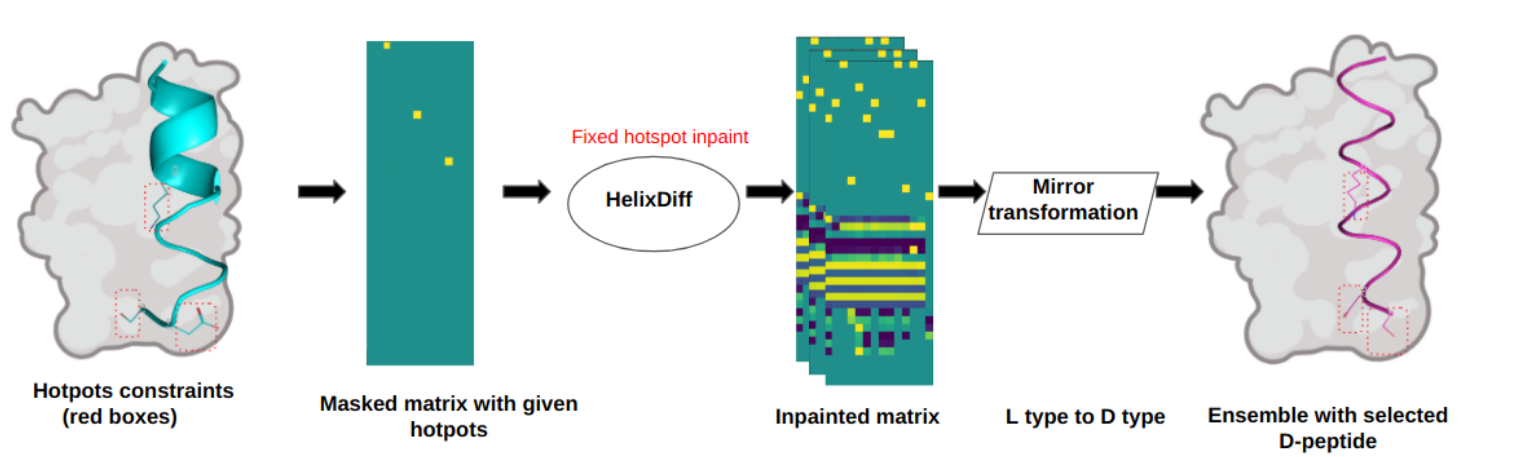 Fixed hotspot inpaint
HelixDiff
Mirror
transformation
Hotpots constraints
(red boxes)
Masked matrix with given
hotpots
Inpainted matrix
L type to D type
Ensemble with selected
D-peptide